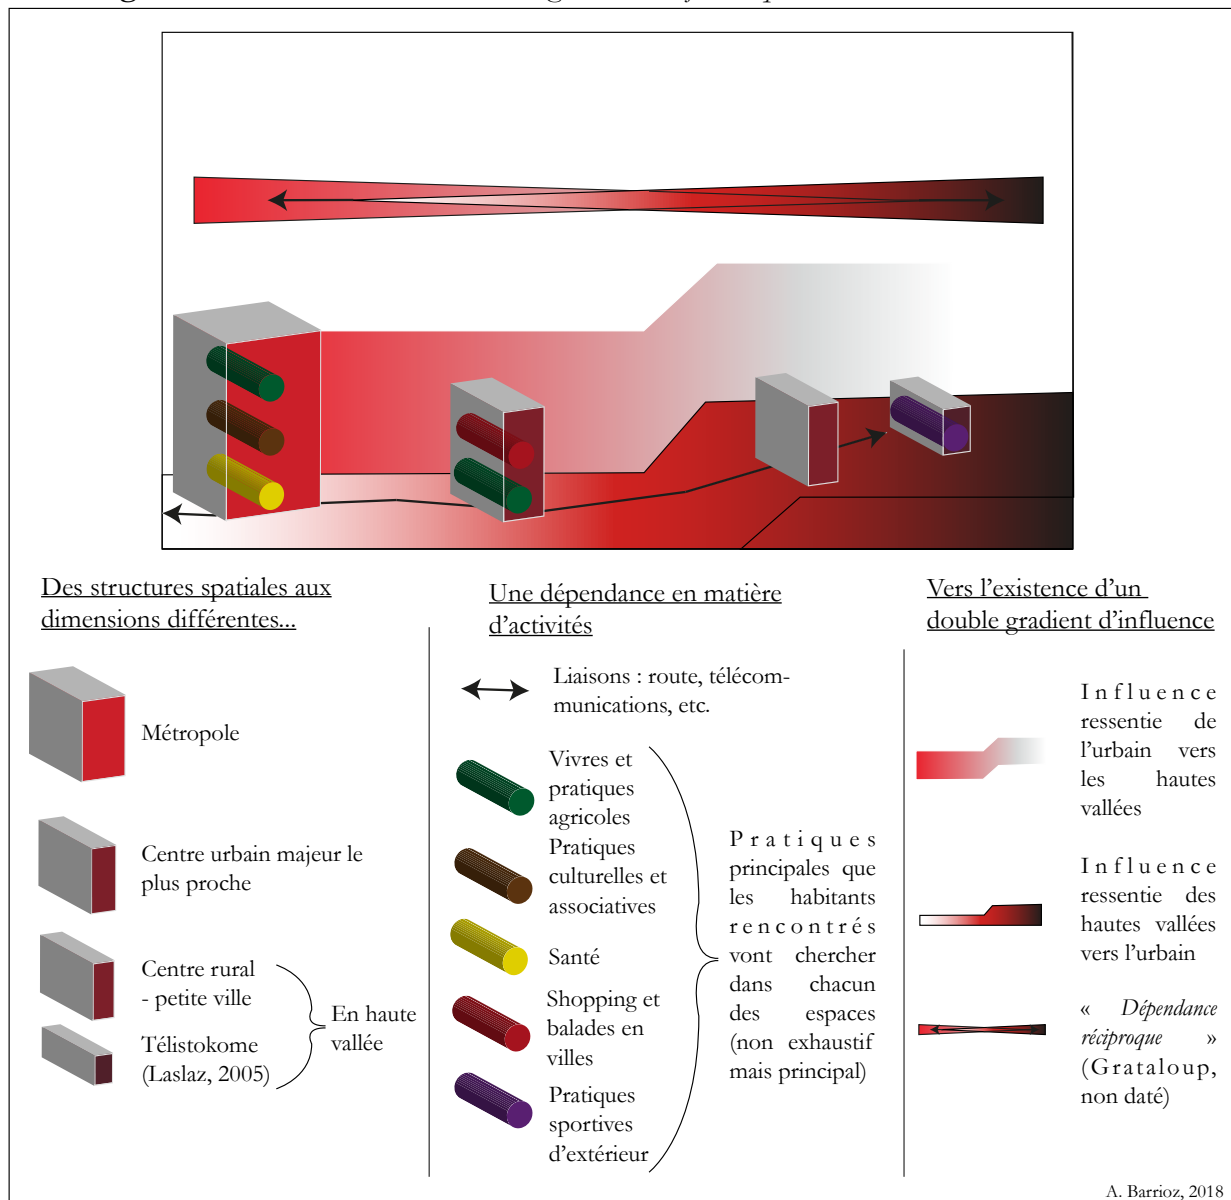 Des structures spatiales aux
dimensions différentes...
Métropole
Centre urbain majeur le
plus proche
Centre rural
- petite ville
Télistokome
(Laslaz, 2005)
En haute
vallée
Une dépendance en matière
d'activités
Liaisons : route, télécom-
munications, etc.
Vivres et
pratiques
agricoles
Pratiques
culturelles et
associatives
Santé
Shopping et
balades en
villes
Pratiques
sportives
d'extérieur
Pratiques
principales que
les habitants
rencontrés
vont chercher
dans chacun
des espaces
(non exhaustif
mais principal)
Vers l'existence d'un
double gradient d'influence
Influence
ressentie de
l'urbain vers
les hautes
vallées
Influence
ressentie des
hautes vallées
vers l'urbain
« Dépendance
réciproque »
(Grataloup,
non daté)
A. Barrioz, 2018